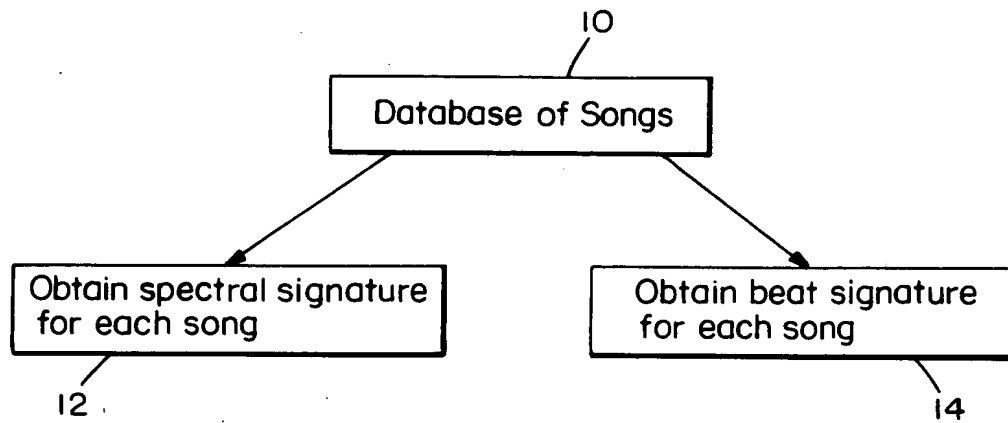 10
Database of Songs
Obtain spectral signature
for each song
Obtain beat signature
for each song
12
14